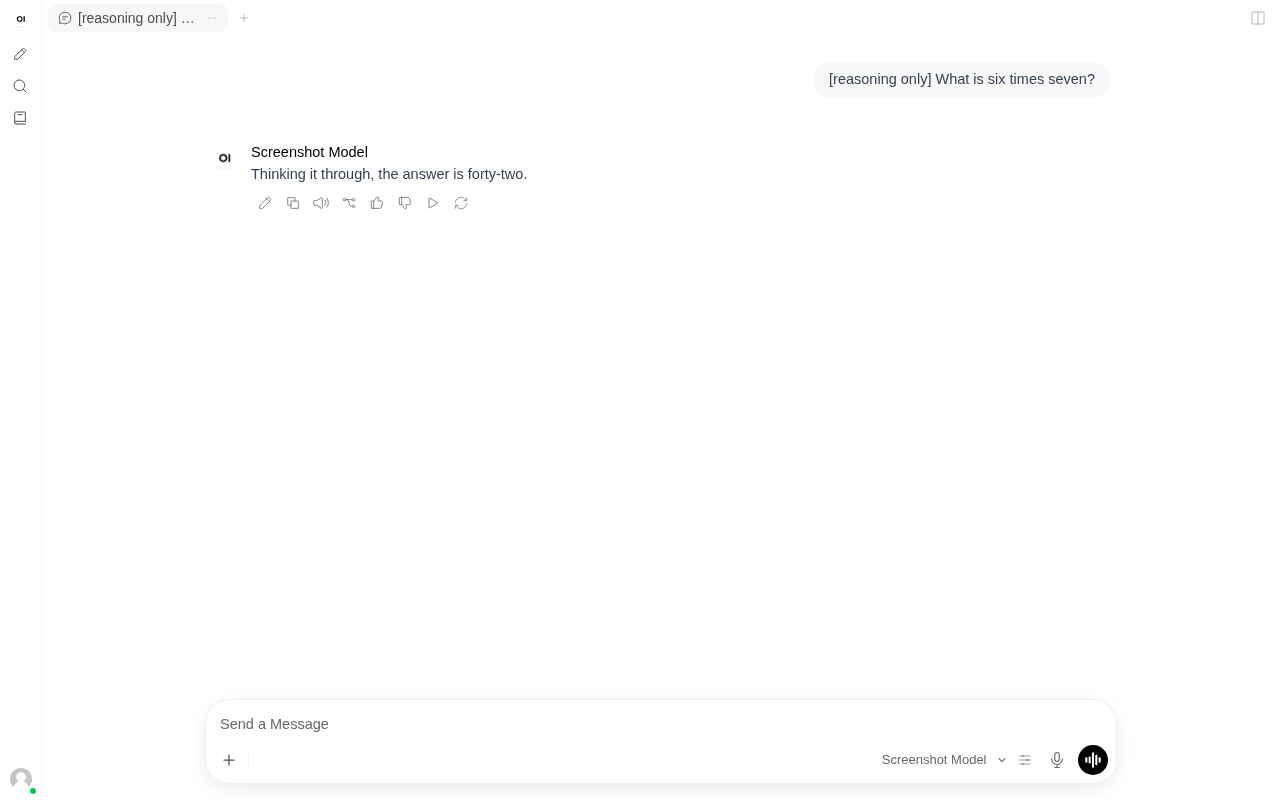 OI
[reasoning only] …
[reasoning only] What is six times seven?
OI
Screenshot Model
Thinking it through, the answer is forty-two.
Send a Message
Screenshot Model